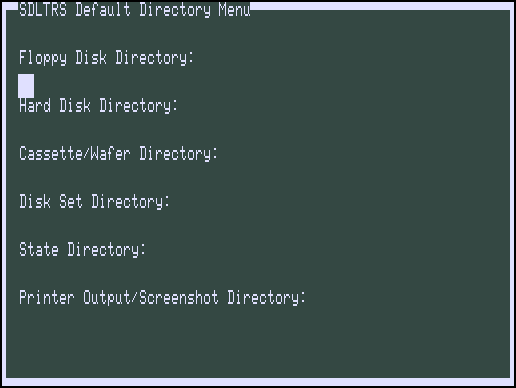 SDLTRS Default Directory Menu
Floppy Disk Directory:
Hard Disk Directory:
Cassette/Wafer Directory:
Disk Set Directory:
State Directory:
Printer Output/Screenshot Directory: